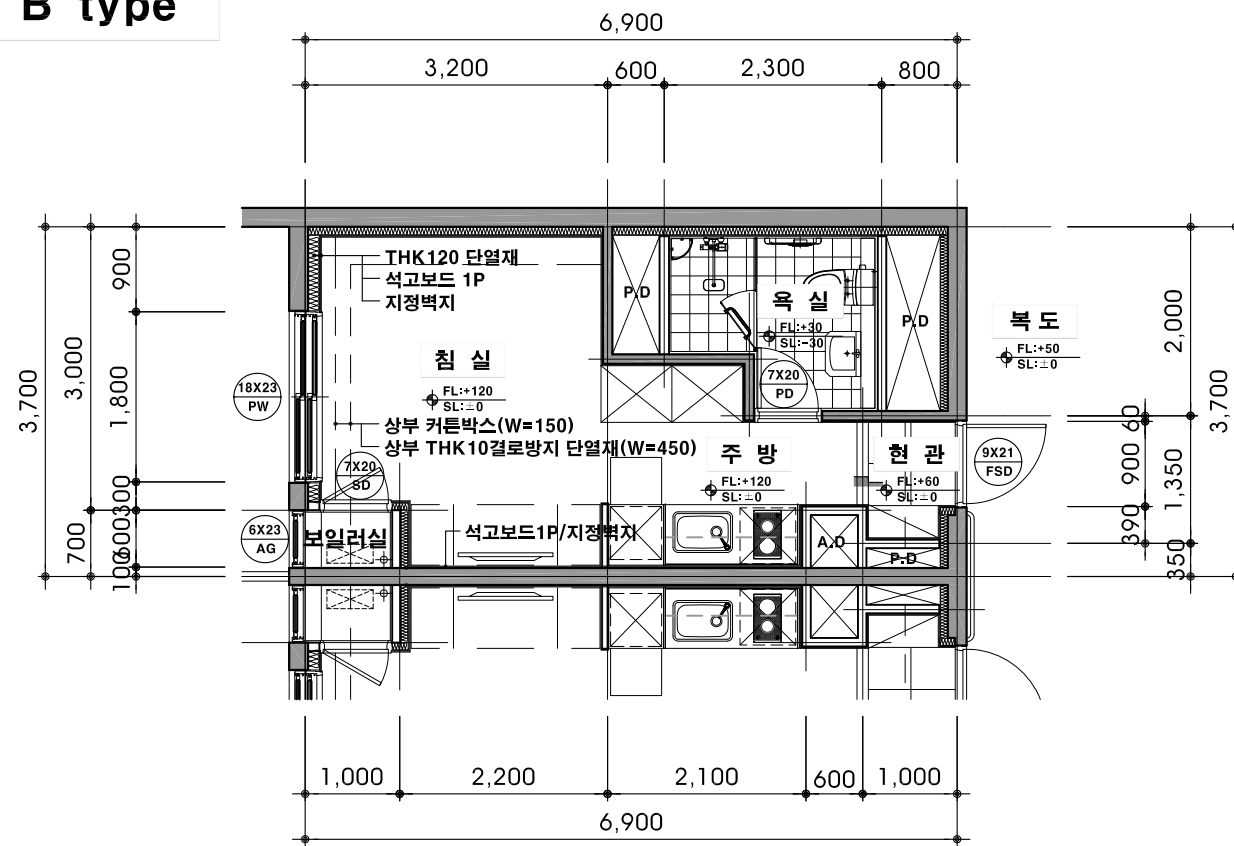 B type
6,900
3,200
600
2,300
800
THK120 단열재
석고보드 1P
지정벽지
P.D
욕 실
FL:+30
SL:-30
P.D
복 도
FL:+50
SL:±0
침 실
FL:+120
SL:±0
7X20
PD
18X23
PW
상부 커튼박스(W=150)
상부 THK10결로방지 단열재(W=450)
7X20
SD
주 방
FL:+120
SL:±0
현 관
FL:+60
SL:±0
9X21
FSD
6X23
AG
보일러실
석고보드1P/지정벽지
A.D
P.D
3,700
3,000
700
900
1,800
300
600
100
60
900
390
2,000
1,350
350
3,700
1,000
2,200
2,100
600
1,000
6,900